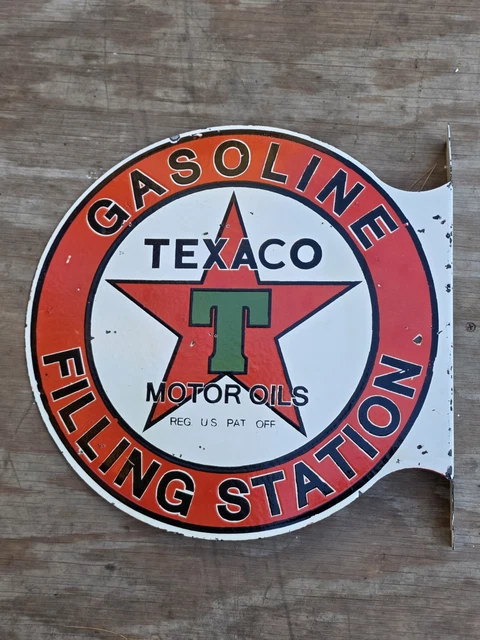 GASOLINE
TEXACO
T
MOTOR OILS
REG. U.S. PAT. OFF.
FILLING STATION